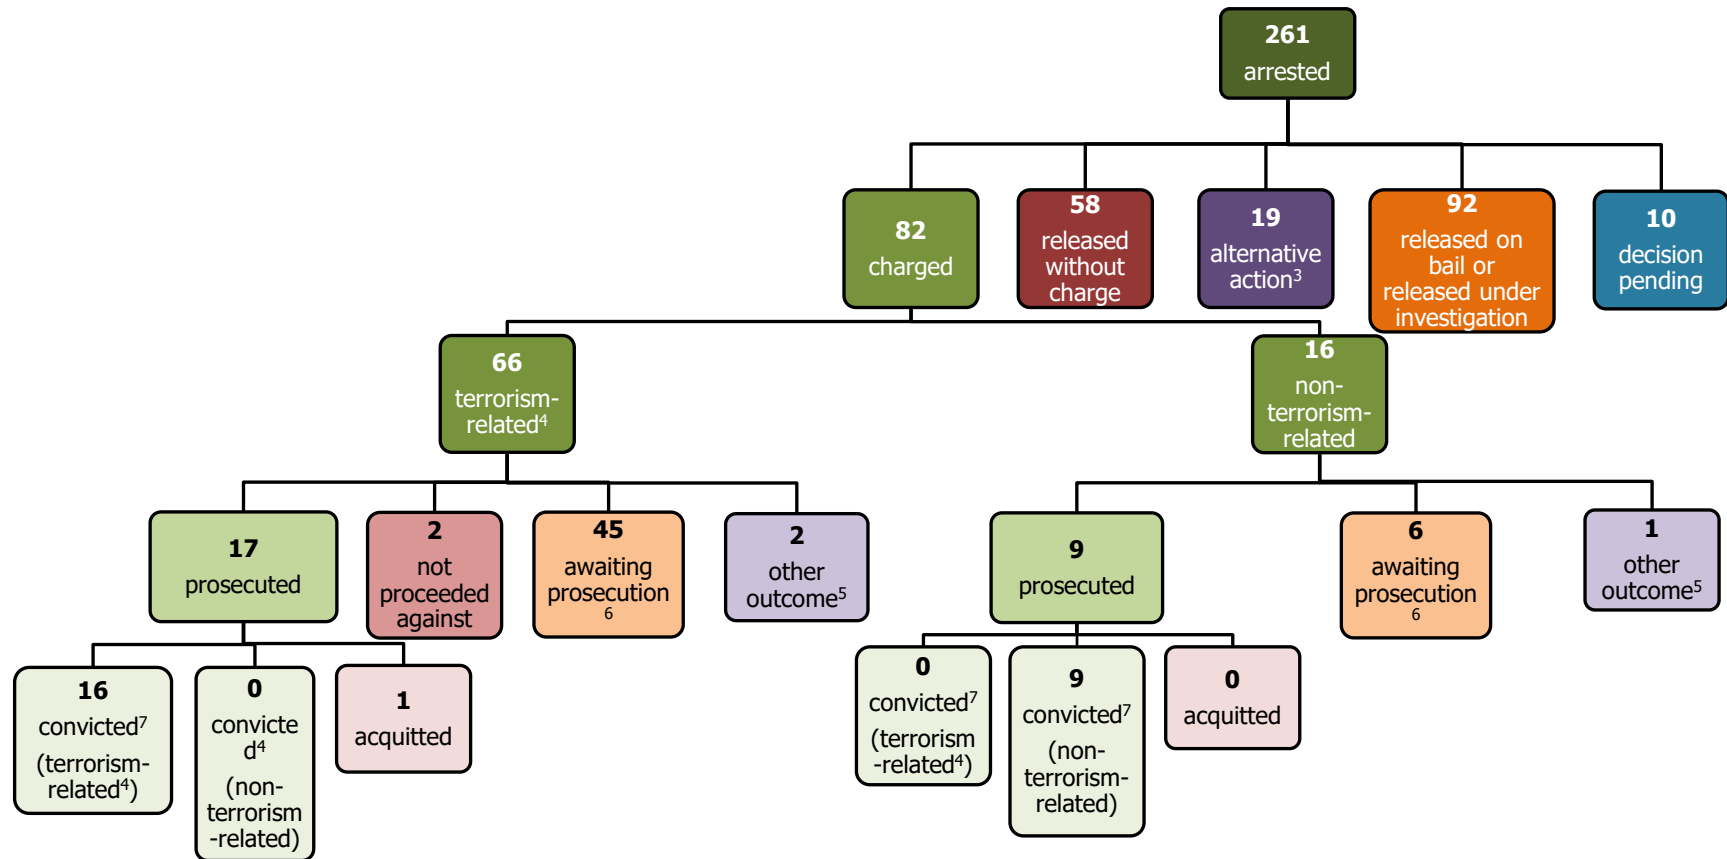 261
arrested
82
charged
58
released
without
charge
19
alternative
action3
92
released on
bail or
released under
investigation
10
decision
pending
66
terrorism-
related4
16
non-
terrorism-
related
17
prosecuted
2
not
proceeded
against
45
awaiting
prosecution
6
2
other
outcome5
9
prosecuted
6
awaiting
prosecution
6
1
other
outcome5
16
convicted7
(terrorism-
related4)
0
convicte
d4
(non-
terrorism
-related)
1
acquitted
0
convicted7
(terrorism
-related4)
9
convicted7
(non-
terrorism-
related)
0
acquitted